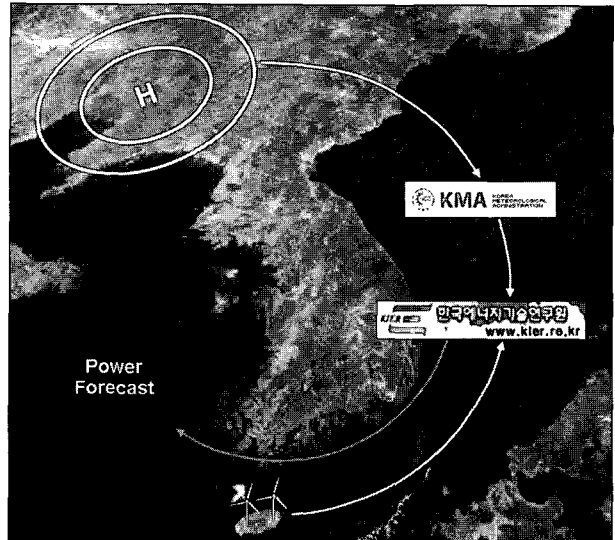 H
KMA KOREA
METEOROLOGICAL
ADMINISTRATION
KIER 한국에너지기술연구원
www.kier.re.kr
Power
Forecast